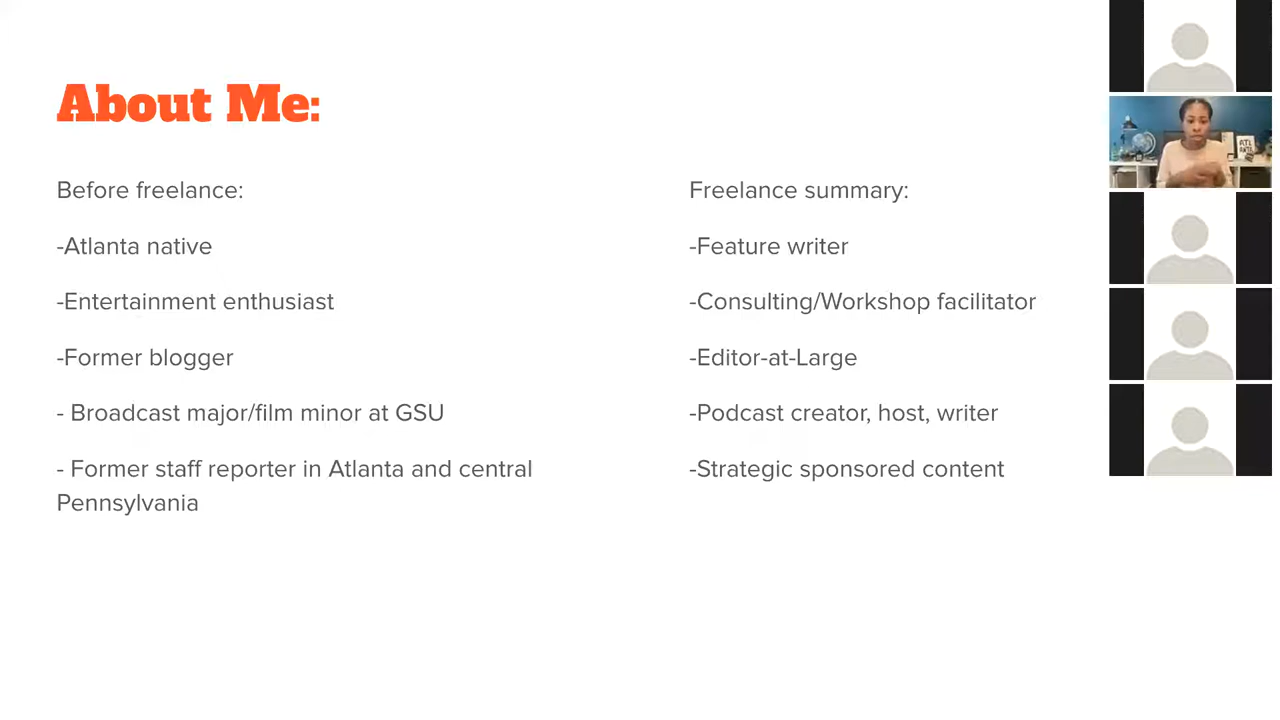 About Me:
Before freelance:
-Atlanta native
-Entertainment enthusiast
-Former blogger
- Broadcast major/film minor at GSU
- Former staff reporter in Atlanta and central
Pennsylvania
Freelance summary:
-Feature writer
-Consulting/Workshop facilitator
-Editor-at-Large
-Podcast creator, host, writer
-Strategic sponsored content
ATL
ANTA